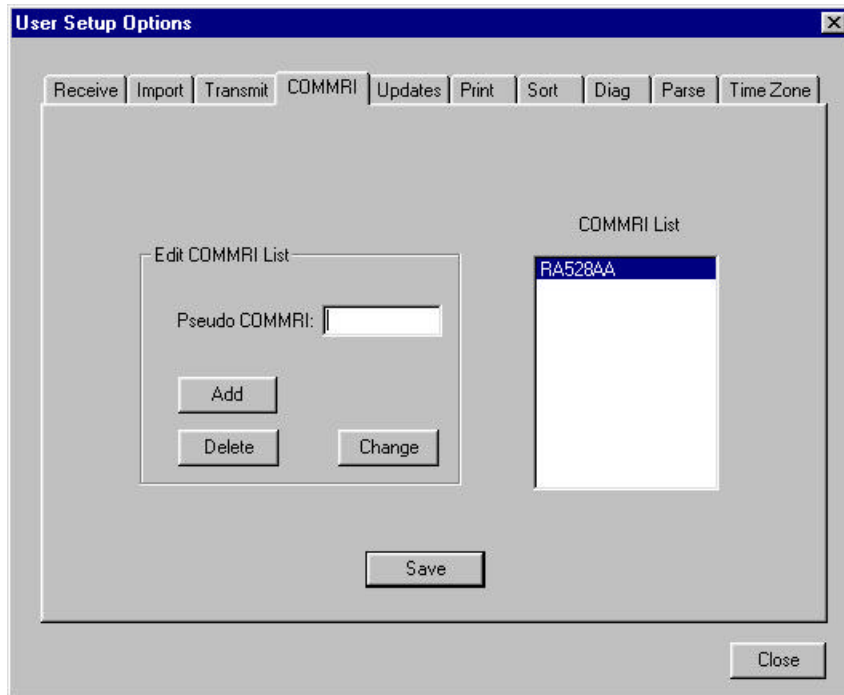 User Setup Options
Receive Import Transmit COMMRI Updates Print Sort Diag Parse Time Zone
COMMRI List
Edit COMMRI List
RA528AA
Pseudo COMMRI:
Add
Delete Change
Save
Close